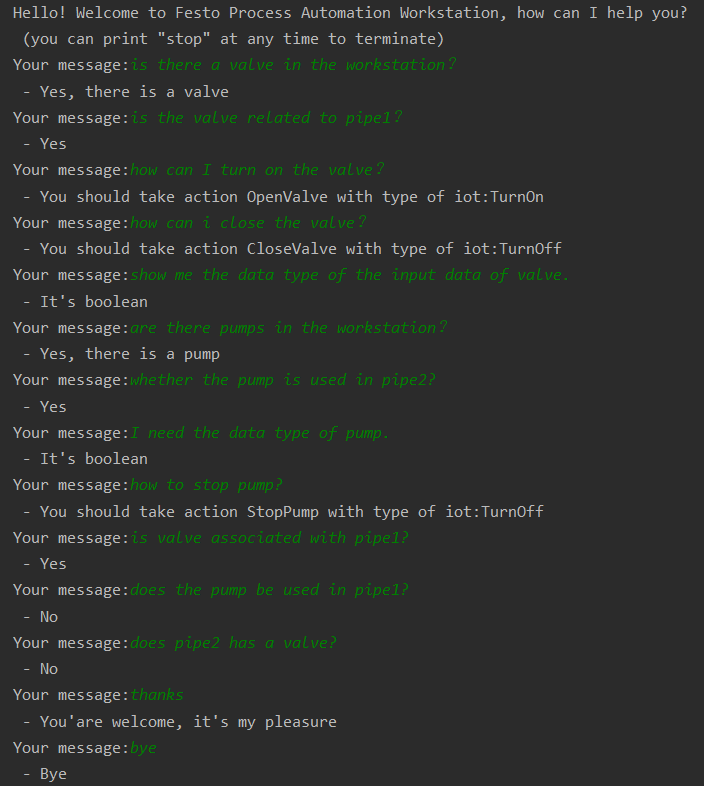 Hello! Welcome to Festo Process Automation Workstation, how can I help you?
(you can print "stop" at any time to terminate)
Your message:is there a valve in the workstation？
- Yes, there is a valve
Your message:is the valve related to pipe1？
- Yes
Your message:how can I turn on the valve？
- You should take action OpenValve with type of iot:TurnOn
Your message:how can i close the valve？
- You should take action CloseValve with type of iot:TurnOff
Your message:show me the data type of the input data of valve.
- It's boolean
Your message:are there pumps in the workstation？
- Yes, there is a pump
Your message:whether the pump is used in pipe2?
- Yes
Your message:I need the data type of pump.
- It's boolean
Your message:how to stop pump?
- You should take action StopPump with type of iot:TurnOff
Your message:is valve associated with pipe1?
- Yes
Your message:does the pump be used in pipe1?
- No
Your message:does pipe2 has a valve?
- No
Your message:thanks
- You'are welcome, it's my pleasure
Your message:bye
- Bye